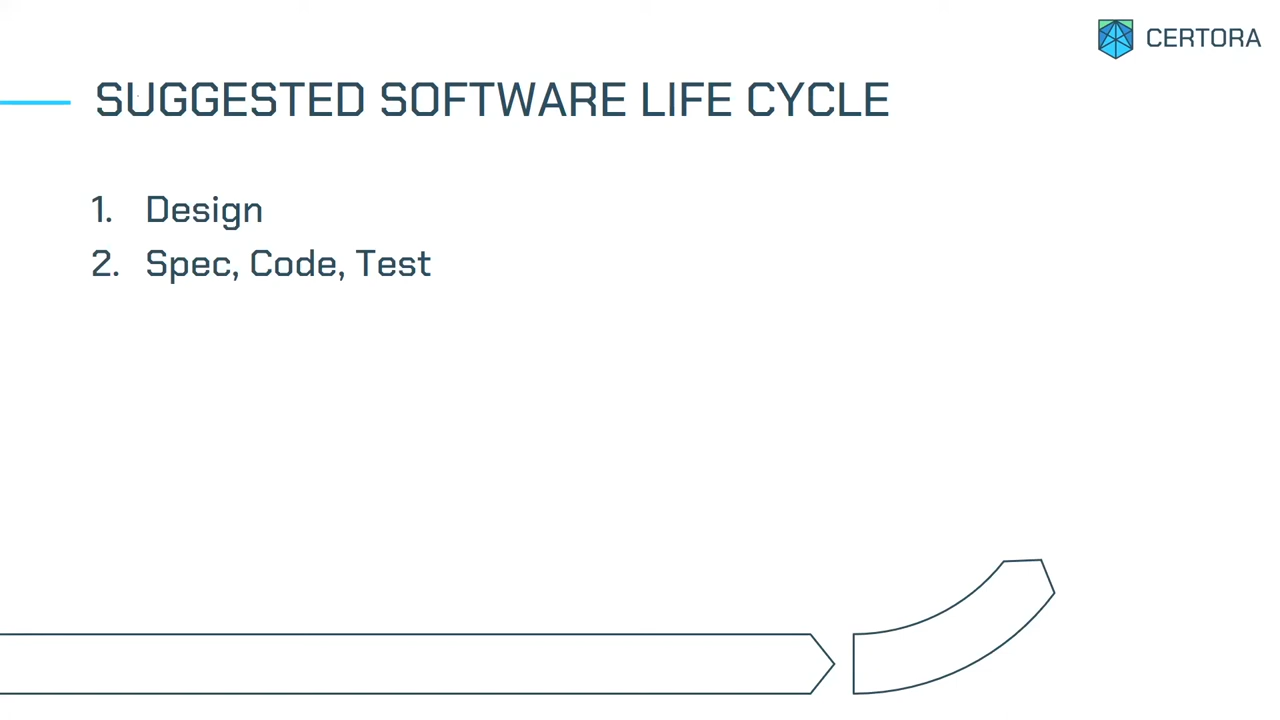 CERTORA
SUGGESTED SOFTWARE LIFE CYCLE
1. Design
2. Spec, Code, Test